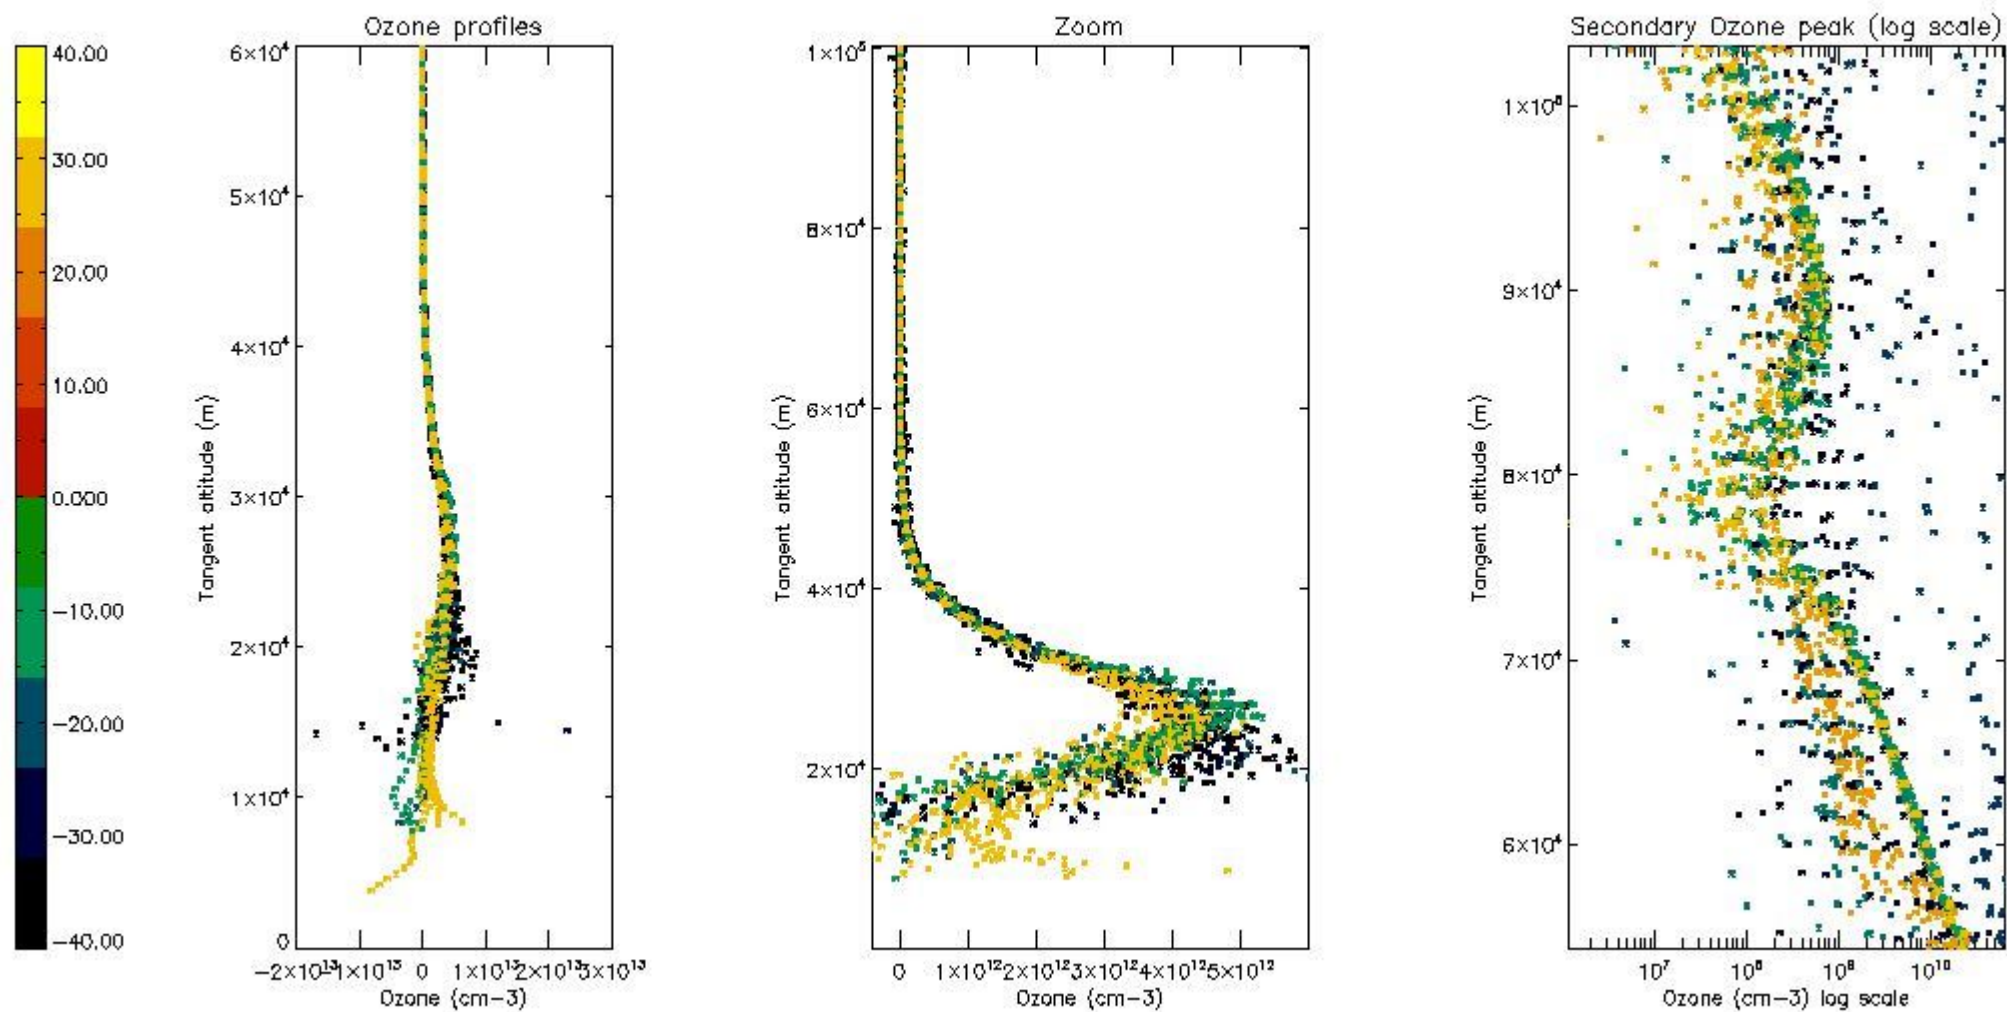 Ozone profiles
Zoom
Secondary Ozone peak (log scale)
40.00
30.00
20.00
10.00
0.000
−10.00
−20.00
−30.00
−40.00
6×10⁴
5×10⁴
4×10⁴
3×10⁴
2×10⁴
1×10⁴
0
Tangent altitude (m)
−2×10¹³ −1×10¹³ 0 1×10¹³ 2×10¹³ 3×10¹³
Ozone (cm−3)
1×10⁵
8×10⁴
6×10⁴
4×10⁴
2×10⁴
Tangent altitude (m)
0 1×10¹² 2×10¹² 3×10¹² 4×10¹² 5×10¹²
Ozone (cm−3)
1×10⁵
9×10⁴
8×10⁴
7×10⁴
6×10⁴
Tangent altitude (m)
10⁷ 10⁸ 10⁹ 10¹⁰
Ozone (cm−3) log scale